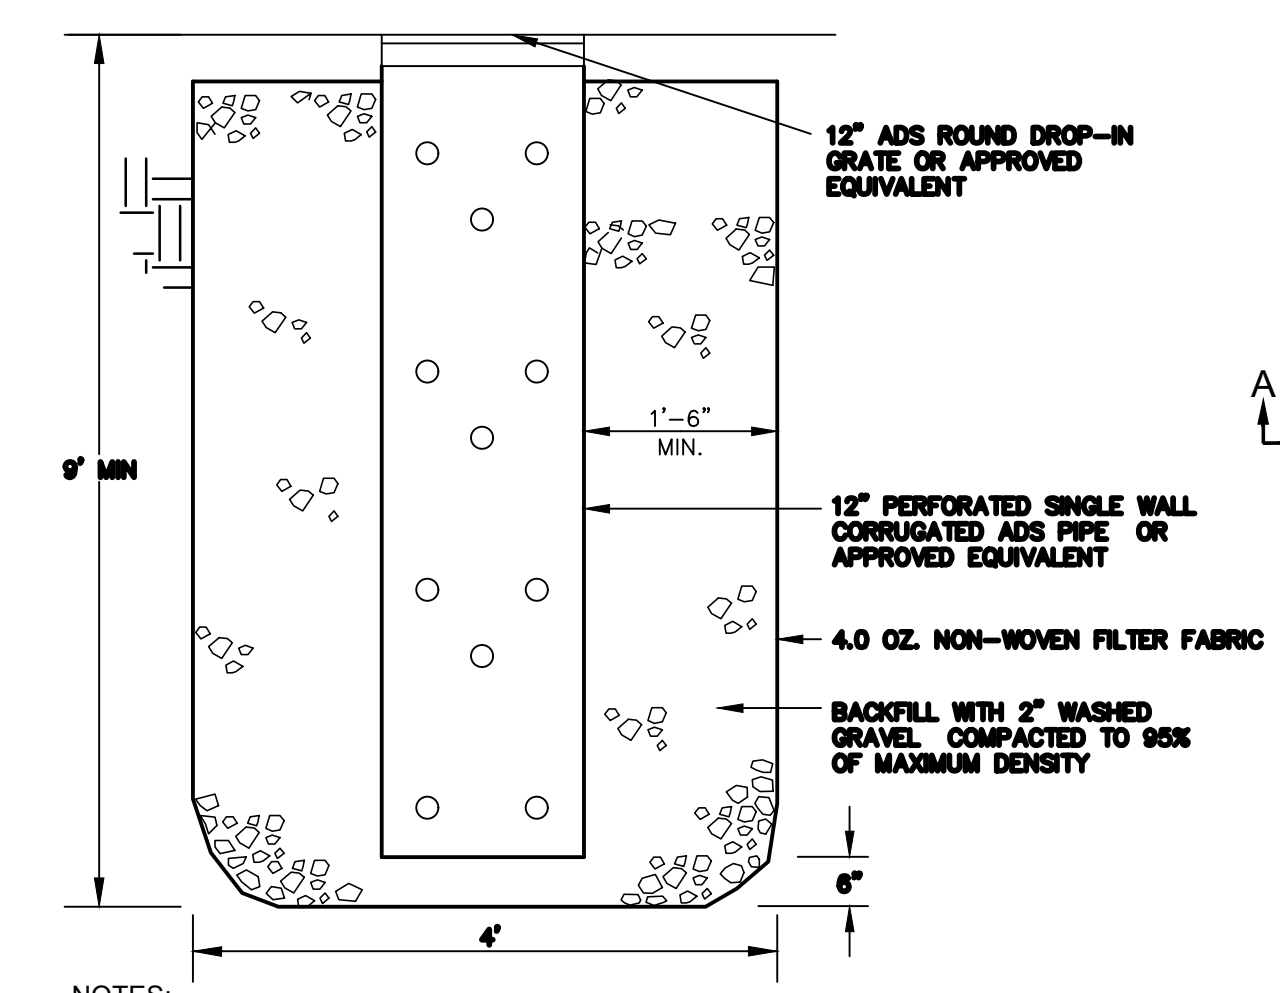 12" ADS ROUND DROP-IN
GRATE OR APPROVED
EQUIVALENT
A
1'-6"
MIN.
9' MIN
12" PERFORATED SINGLE WALL
CORRUGATED ADS PIPE OR
APPROVED EQUIVALENT
4.0 OZ. NON-WOVEN FILTER FABRIC
BACKFILL WITH 2" WASHED
GRAVEL COMPACTED TO 95%
OF MAXIMUM DENSITY
6"
4'
NOTES: